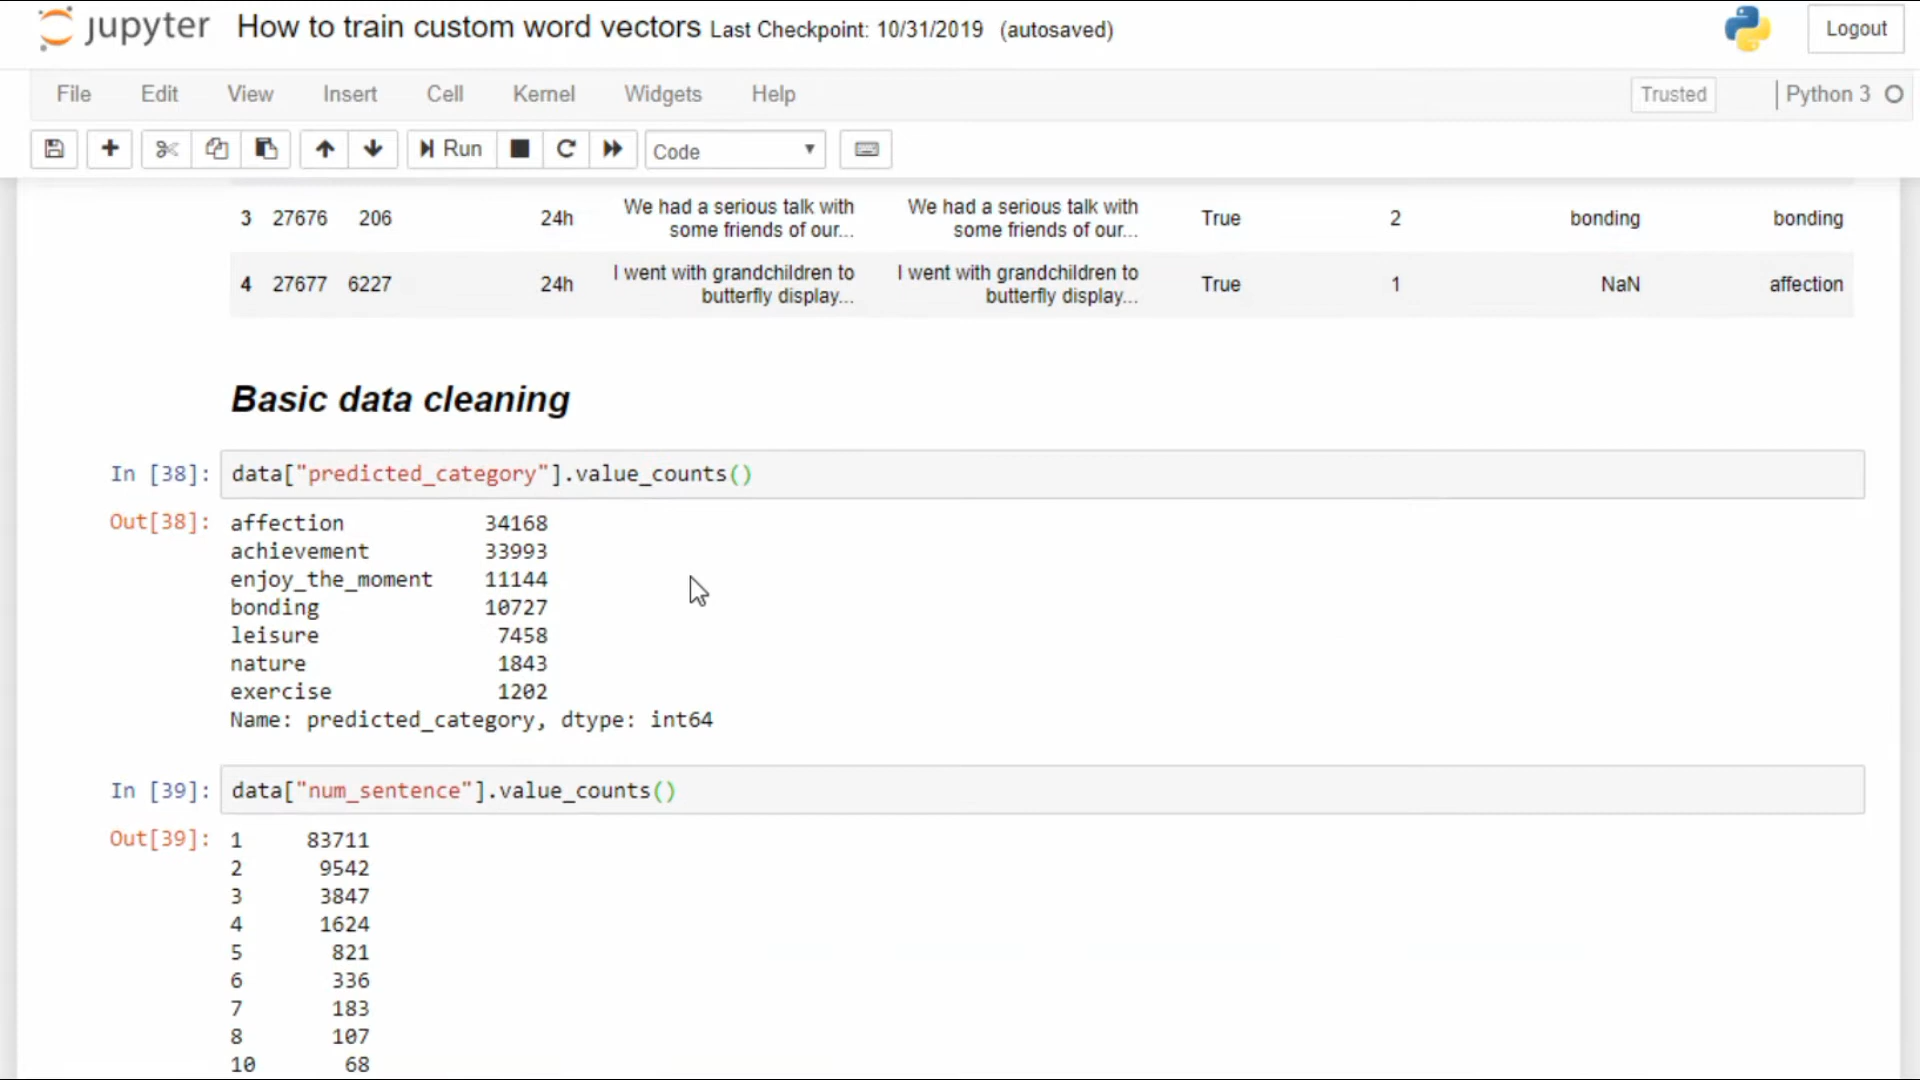 jupyter How to train custom word vectors Last Checkpoint: 10/31/2019 (autosaved) Logout
File Edit View Insert Cell Kernel Widgets Help Trusted Python 3
Run Code
3 27676 206 24h We had a serious talk with some friends of our... We had a serious talk with some friends of our... True 2 bonding bonding
4 27677 6227 24h I went with grandchildren to butterfly display... I went with grandchildren to butterfly display... True 1 NaN affection
Basic data cleaning
In [38]: data["predicted_category"].value_counts()
Out[38]: affection 34168
achievement 33993
enjoy_the_moment 11144
bonding 10727
leisure 7458
nature 1843
exercise 1202
Name: predicted_category, dtype: int64
In [39]: data["num_sentence"].value_counts()
Out[39]: 1 83711
2 9542
3 3847
4 1624
5 821
6 336
7 183
8 107
10 68